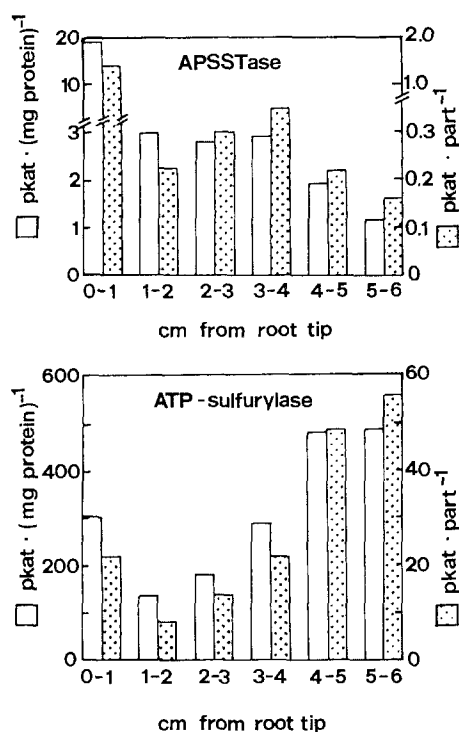 APSSTase
20
10
3
2
1
0
pkat · (mg protein)⁻¹
2.0
1.0
0.3
0.2
0.1
0
pkat · part⁻¹
0-1 1-2 2-3 3-4 4-5 5-6
cm from root tip
ATP-sulfurylase
600
400
200
0
pkat · (mg protein)⁻¹
60
40
20
0
pkat · part⁻¹
0-1 1-2 2-3 3-4 4-5 5-6
cm from root tip